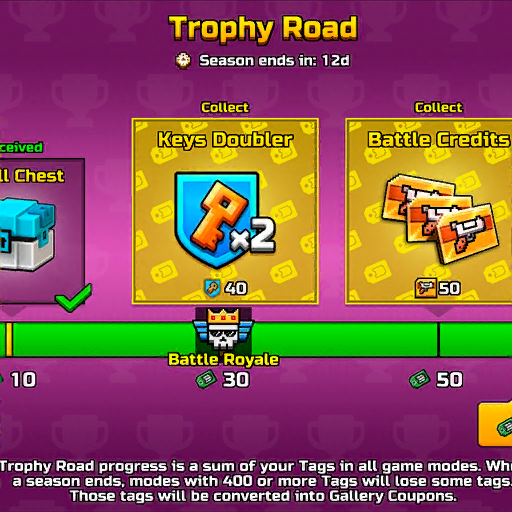 Trophy Road
Season ends in: 12d
Collect
Collect
ceived
Keys Doubler
Battle Credits
ll Chest
x2
40
50
Battle Royale
10
30
50
Trophy Road progress is a sum of your Tags in all game modes. Whe
a season ends, modes with 400 or more Tags will lose some tags.
Those tags will be converted into Gallery Coupons.